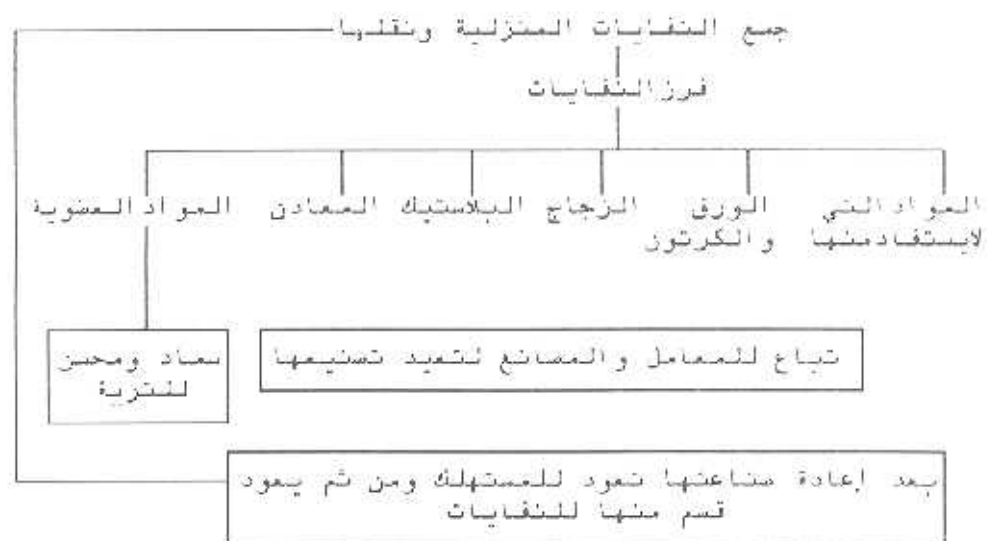 جمع النفايات المنزلية ونقلها
فرز النفايات
المواد التي
لايستفاد منها
الورق
والكرتون
الزجاج
البلاستيك
المعادن
المواد العضوية
تباع للمعامل والمصانع لتعيد تصنيعها
سماد ومحسن
للتربة
بعد إعادة صناعتها تعود للمستهلك ومن ثم يعود
قسم منها للنفايات